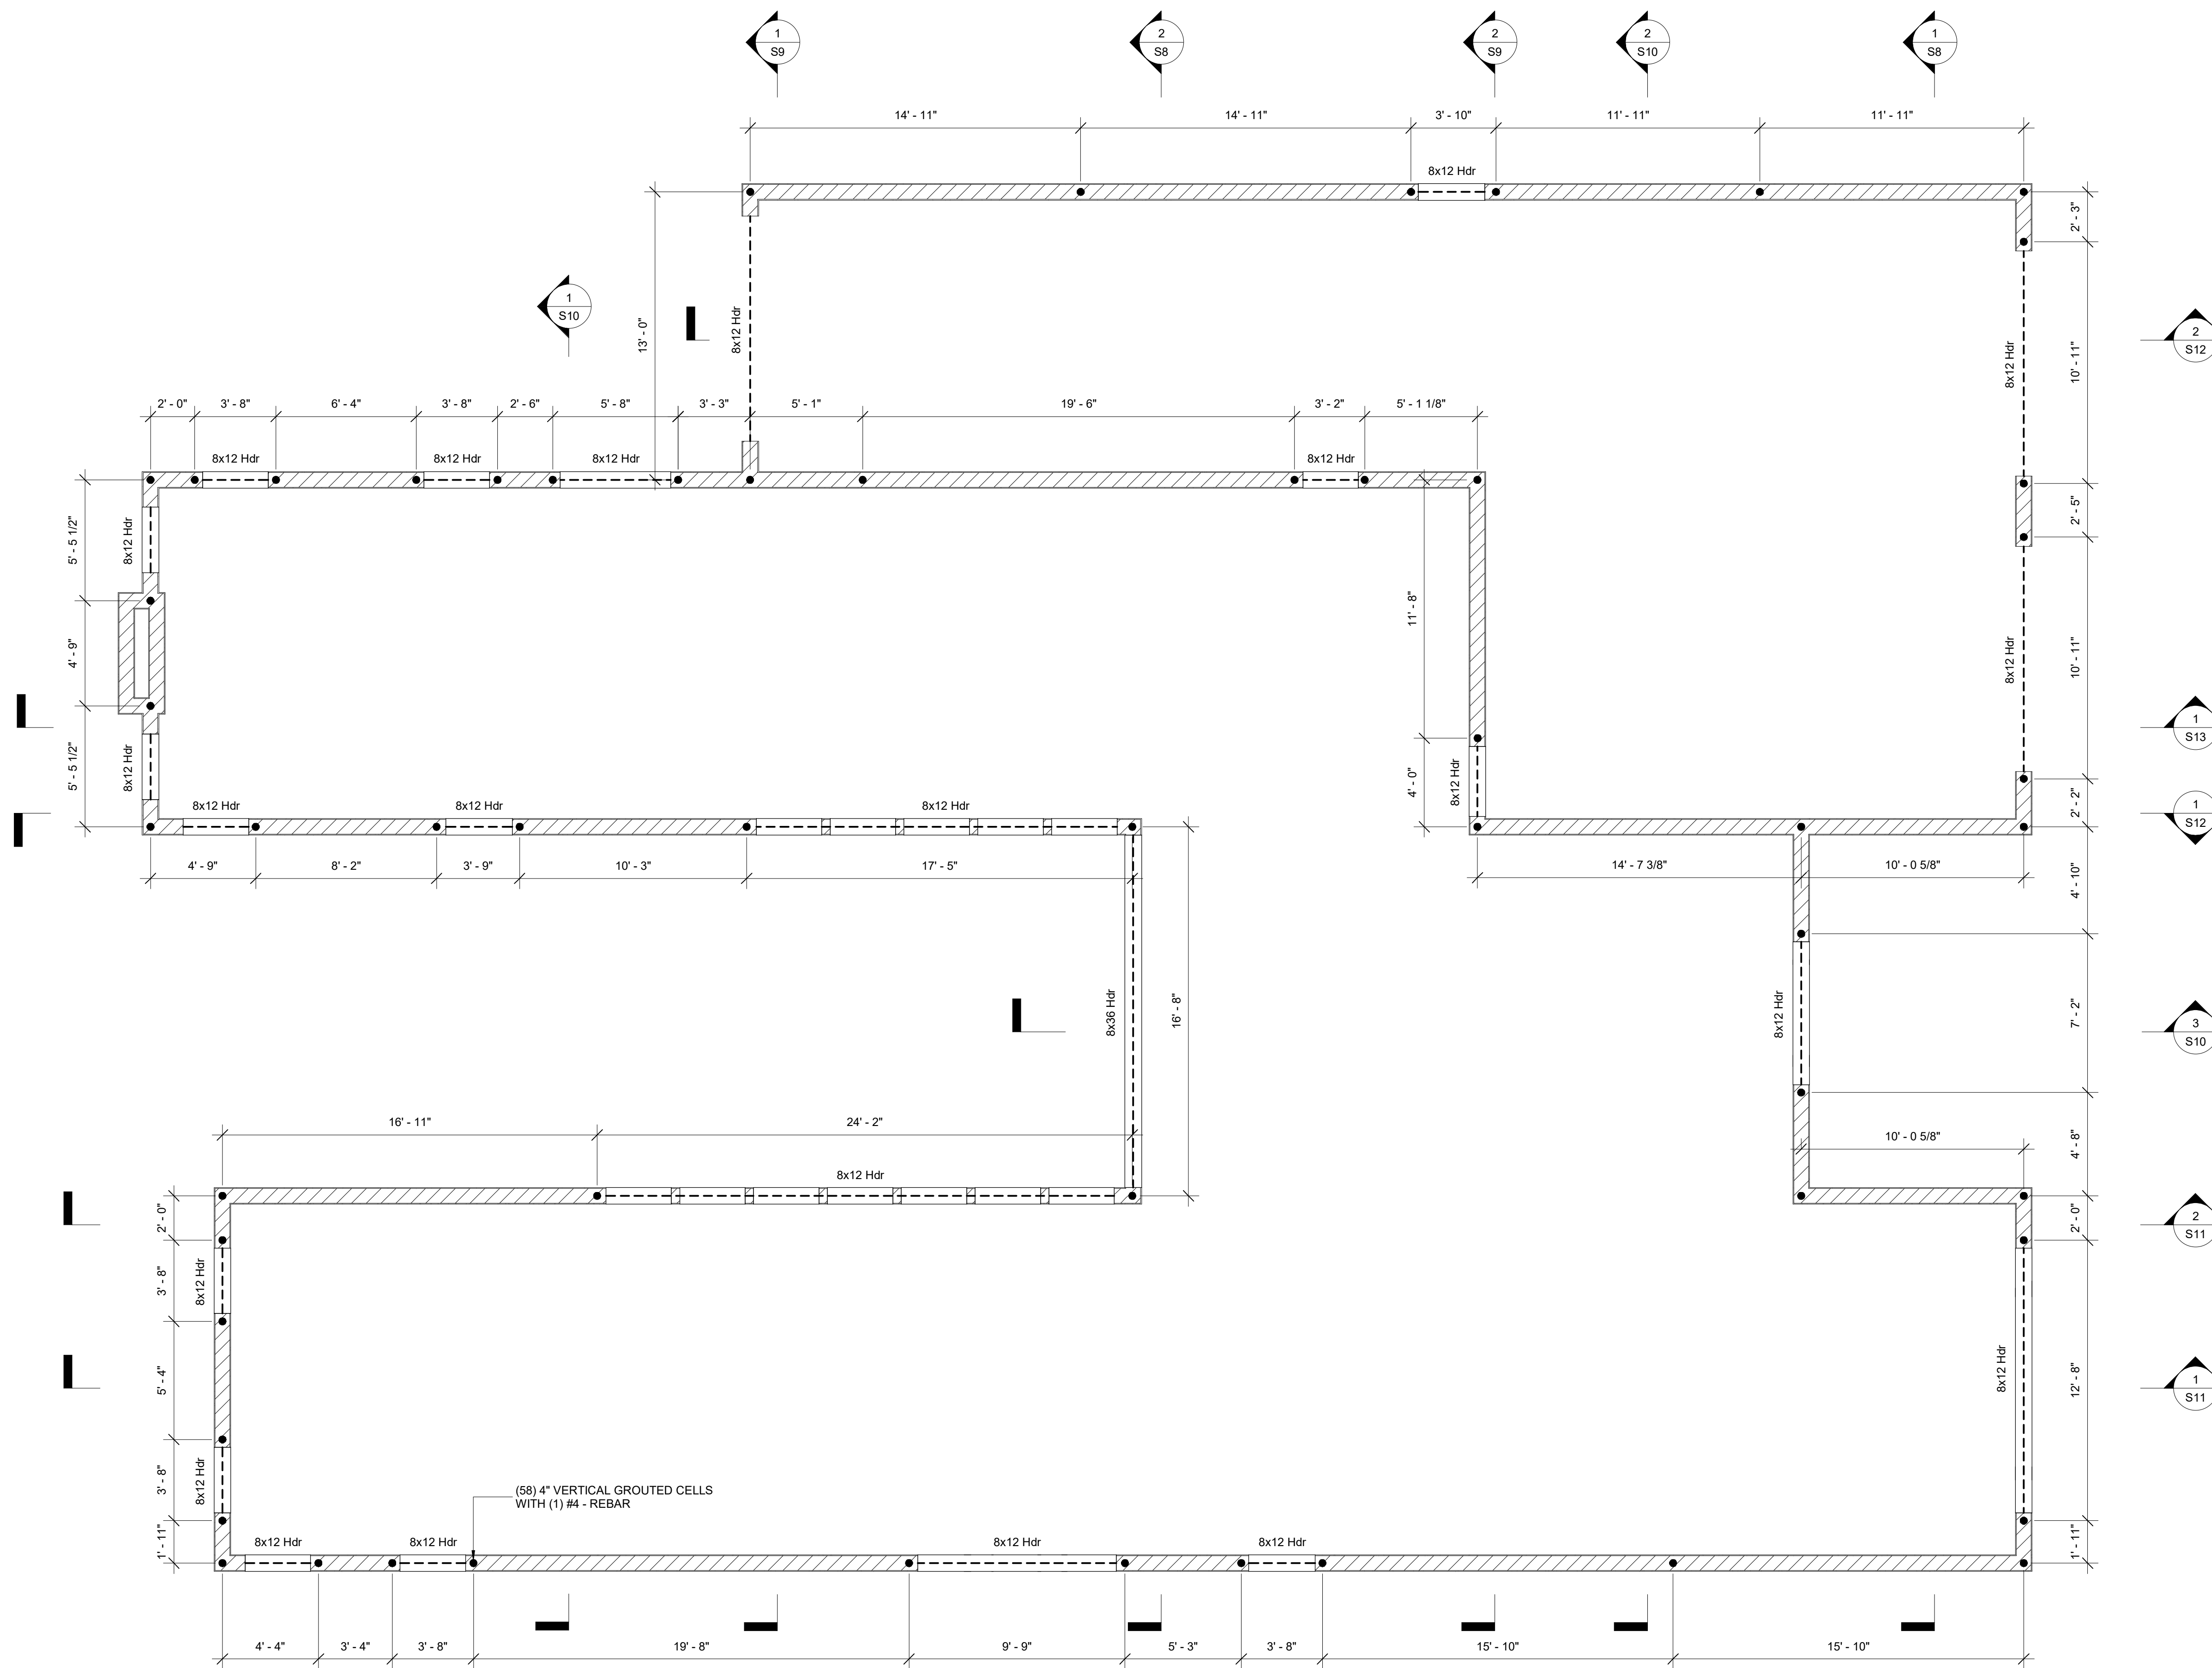 1
S9
2
S8
2
S9
2
S10
1
S8
14' - 11"
14' - 11"
3' - 10"
11' - 11"
11' - 11"
8x12 Hdr
2' - 3"
1
S10
13' - 0"
8x12 Hdr
8x12 Hdr
10' - 11"
2
S12
2' - 0"
3' - 8"
6' - 4"
3' - 8"
2' - 6"
5' - 8"
3' - 3"
5' - 1"
19' - 6"
3' - 2"
5' - 1 1/8"
8x12 Hdr
8x12 Hdr
8x12 Hdr
8x12 Hdr
5' - 5 1/2"
8x12 Hdr
2' - 5"
11' - 8"
4' - 9"
8x12 Hdr
10' - 11"
1
S13
5' - 5 1/2"
8x12 Hdr
4' - 0"
8x12 Hdr
8x12 Hdr
8x12 Hdr
8x12 Hdr
2' - 2"
1
S12
4' - 9"
8' - 2"
3' - 9"
10' - 3"
17' - 5"
14' - 7 3/8"
10' - 0 5/8"
4' - 10"
8x36 Hdr
16' - 8"
8x12 Hdr
7' - 2"
3
S10
16' - 11"
24' - 2"
10' - 0 5/8"
4' - 8"
8x12 Hdr
2' - 0"
2' - 0"
2
S11
3' - 8"
8x12 Hdr
5' - 4"
8x12 Hdr
12' - 8"
1
S11
3' - 8"
8x12 Hdr
(58) 4" VERTICAL GROUTED CELLS
WITH (1) #4 - REBAR
1' - 11"
8x12 Hdr
8x12 Hdr
8x12 Hdr
8x12 Hdr
1' - 11"
4' - 4"
3' - 4"
3' - 8"
19' - 8"
9' - 9"
5' - 3"
3' - 8"
15' - 10"
15' - 10"